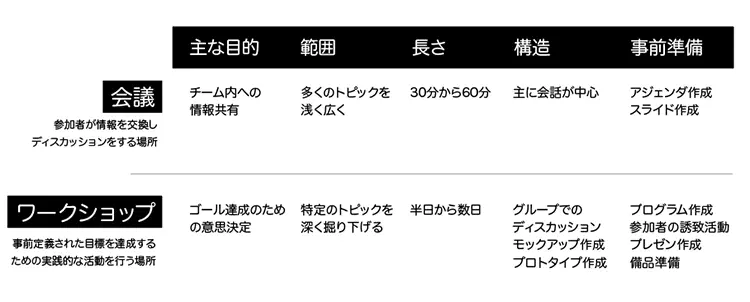 主な目的 範囲 長さ 構造 事前準備
会議
参加者が情報を交換し
ディスカッションをする場所
チーム内への
情報共有
多くのトピックを
浅く広く
30分から60分
主に会話が中心
アジェンダ作成
スライド作成
ワークショップ
事前定義された目標を達成する
ための実践的な活動を行う場所
ゴール達成のため
の意思決定
特定のトピックを
深く掘り下げる
半日から数日
グループでの
ディスカッション
モックアップ作成
プロトタイプ作成
プログラム作成
参加者の誘致活動
プレゼン作成
備品準備